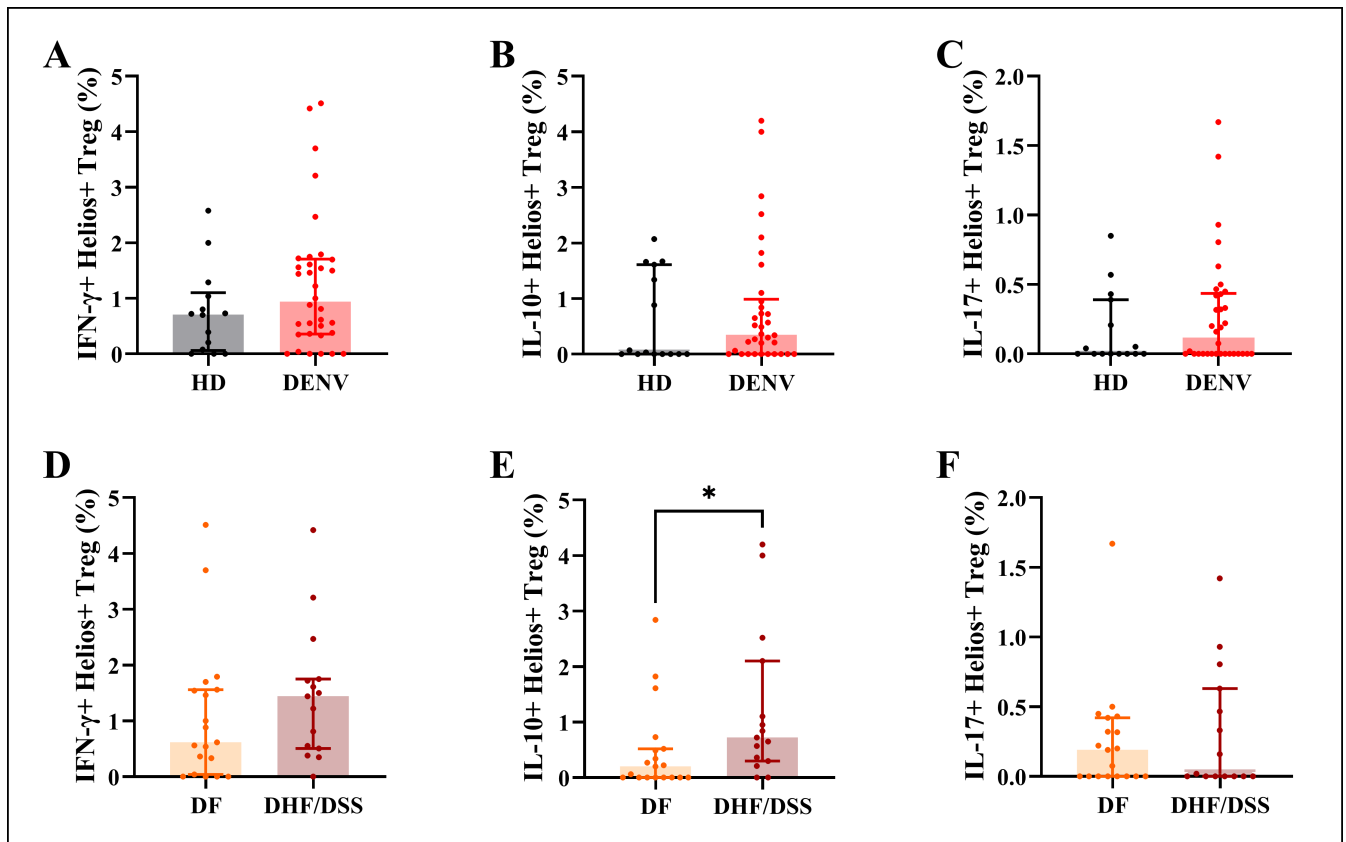 A
IFN-γ+ Helios+ Treg (%)
5
4
3
2
1
0
HD
DENV
B
IL-10+ Helios+ Treg (%)
5
4
3
2
1
0
HD
DENV
C
IL-17+ Helios+ Treg (%)
2.0
1.5
1.0
0.5
0.0
HD
DENV
D
IFN-γ+ Helios+ Treg (%)
5
4
3
2
1
0
DF
DHF/DSS
E
IL-10+ Helios+ Treg (%)
5
4
3
2
1
0
*
DF
DHF/DSS
F
IL-17+ Helios+ Treg (%)
2.0
1.5
1.0
0.5
0.0
DF
DHF/DSS